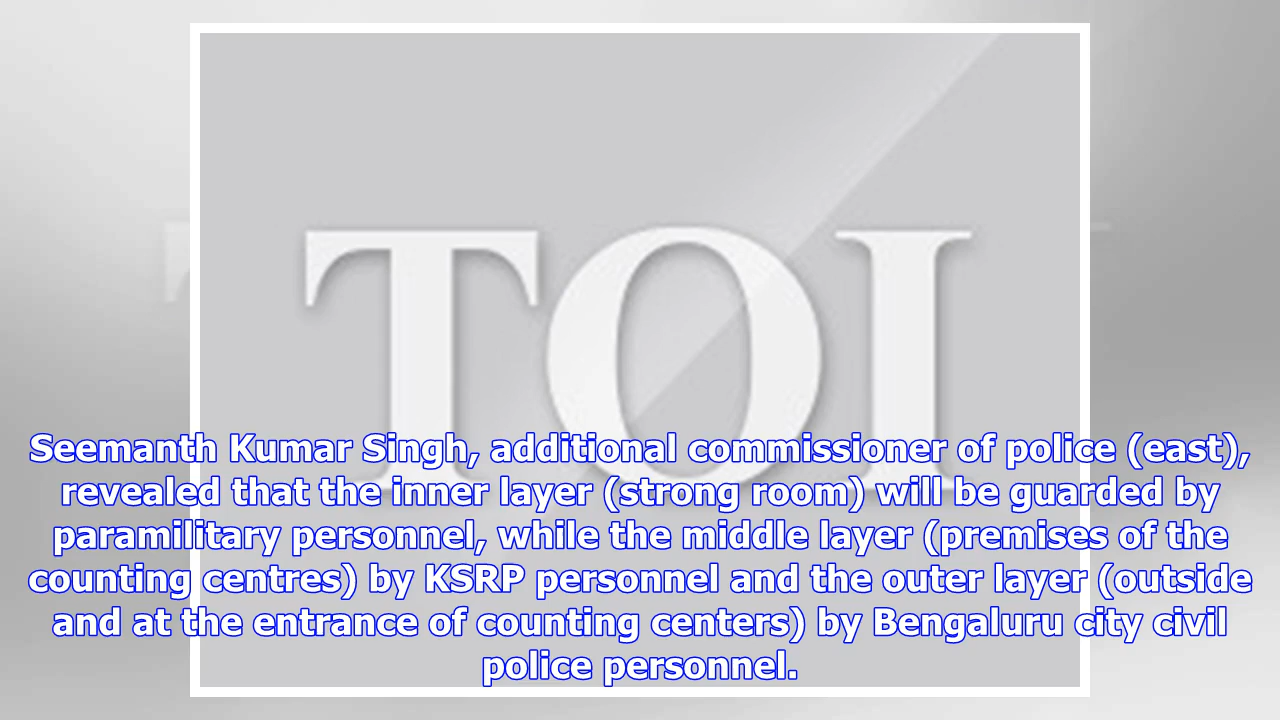 TOI
Seemanth Kumar Singh, additional commissioner of police (east),
revealed that the inner layer (strong room) will be guarded by
paramilitary personnel, while the middle layer (premises of the
counting centres) by KSRP personnel and the outer layer (outside
and at the entrance of counting centers) by Bengaluru city civil
police personnel.